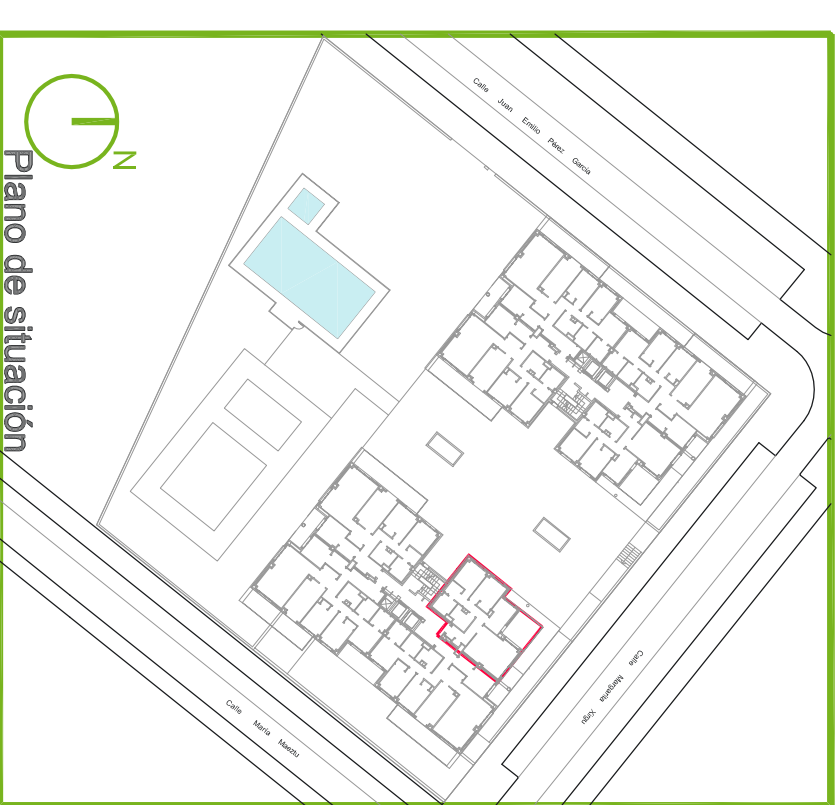 N
Plano de situación
Calle Juan Emilio Pérez García
Calle Margarita Xirgu
Calle María Maeztu